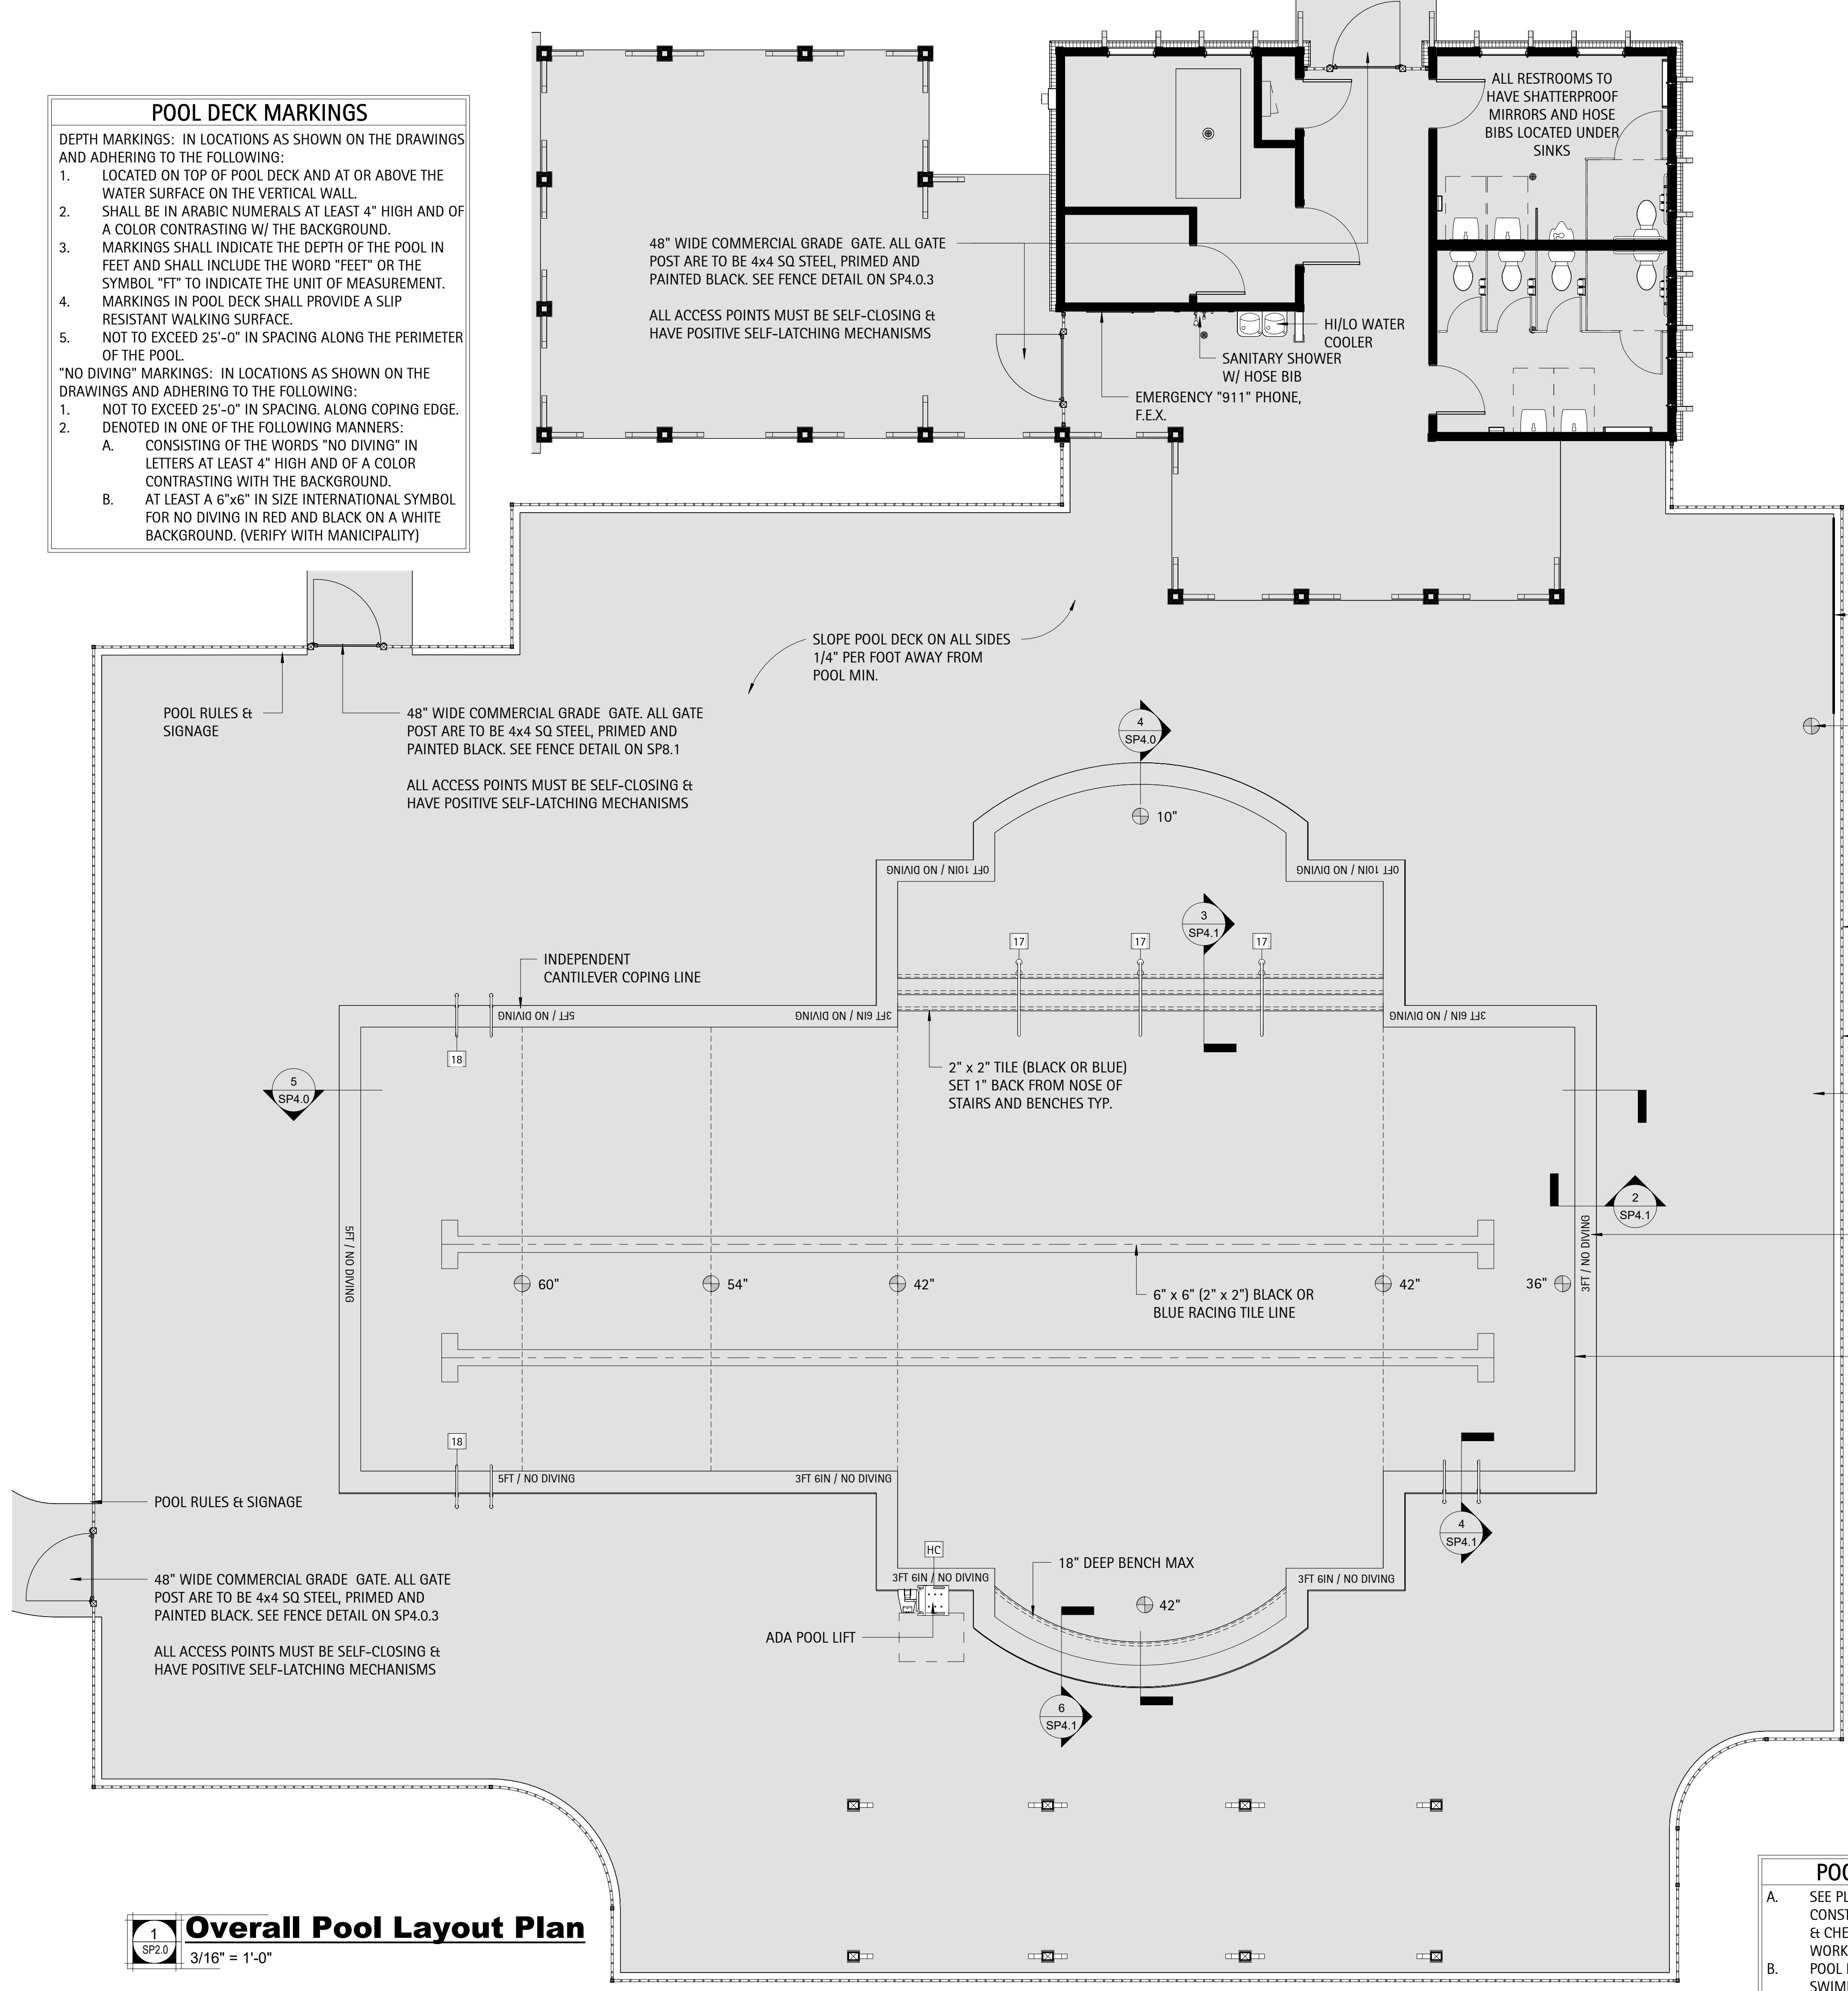 POOL DECK MARKINGS
DEPTH MARKINGS: IN LOCATIONS AS SHOWN ON THE DRAWINGS
AND ADHERING TO THE FOLLOWING:
1. LOCATED ON TOP OF POOL DECK AND AT OR ABOVE THE
WATER SURFACE ON THE VERTICAL WALL.
2. SHALL BE IN ARABIC NUMERALS AT LEAST 4" HIGH AND OF
A COLOR CONTRASTING W/ THE BACKGROUND.
3. MARKINGS SHALL INDICATE THE DEPTH OF THE POOL IN
FEET AND SHALL INCLUDE THE WORD "FEET" OR THE
SYMBOL "FT" TO INDICATE THE UNIT OF MEASUREMENT.
4. MARKINGS IN POOL DECK SHALL PROVIDE A SLIP
RESISTANT WALKING SURFACE.
5. NOT TO EXCEED 25'-0" IN SPACING ALONG THE PERIMETER
OF THE POOL.
"NO DIVING" MARKINGS: IN LOCATIONS AS SHOWN ON THE
DRAWINGS AND ADHERING TO THE FOLLOWING:
1. NOT TO EXCEED 25'-0" IN SPACING. ALONG COPING EDGE.
2. DENOTED IN ONE OF THE FOLLOWING MANNERS:
A. CONSISTING OF THE WORDS "NO DIVING" IN
LETTERS AT LEAST 4" HIGH AND OF A COLOR
CONTRASTING WITH THE BACKGROUND.
B. AT LEAST A 6"x6" IN SIZE INTERNATIONAL SYMBOL
FOR NO DIVING IN RED AND BLACK ON A WHITE
BACKGROUND. (VERIFY WITH MANICIPALITY)
ALL RESTROOMS TO
HAVE SHATTERPROOF
MIRRORS AND HOSE
BIBS LOCATED UNDER
SINKS
48" WIDE COMMERCIAL GRADE GATE. ALL GATE
POST ARE TO BE 4x4 SQ STEEL, PRIMED AND
PAINTED BLACK. SEE FENCE DETAIL ON SP4.0.3
ALL ACCESS POINTS MUST BE SELF-CLOSING &
HAVE POSITIVE SELF-LATCHING MECHANISMS
HI/LO WATER
COOLER
SANITARY SHOWER
W/ HOSE BIB
EMERGENCY "911" PHONE,
F.E.X.
SLOPE POOL DECK ON ALL SIDES
1/4" PER FOOT AWAY FROM
POOL MIN.
POOL RULES &
SIGNAGE
48" WIDE COMMERCIAL GRADE GATE. ALL GATE
POST ARE TO BE 4x4 SQ STEEL, PRIMED AND
PAINTED BLACK. SEE FENCE DETAIL ON SP8.1
ALL ACCESS POINTS MUST BE SELF-CLOSING &
HAVE POSITIVE SELF-LATCHING MECHANISMS
4
SP4.0
10"
0FT 10IN / NO DIVING
0FT 10IN / NO DIVING
3
SP4.1
17
17
17
INDEPENDENT
CANTILEVER COPING LINE
5FT / NO DIVING
3FT 6IN / NO DIVING
3FT 6IN / NO DIVING
18
2" x 2" TILE (BLACK OR BLUE)
SET 1" BACK FROM NOSE OF
STAIRS AND BENCHES TYP.
5
SP4.0
2
SP4.1
5FT / NO DIVING
3FT / NO DIVING
60"
54"
42"
42"
36"
6" x 6" (2" x 2") BLACK OR
BLUE RACING TILE LINE
18
5FT / NO DIVING
3FT 6IN / NO DIVING
POOL RULES & SIGNAGE
4
SP4.1
HC
18" DEEP BENCH MAX
3FT 6IN / NO DIVING
3FT 6IN / NO DIVING
42"
ADA POOL LIFT
48" WIDE COMMERCIAL GRADE GATE. ALL GATE
POST ARE TO BE 4x4 SQ STEEL, PRIMED AND
PAINTED BLACK. SEE FENCE DETAIL ON SP4.0.3
ALL ACCESS POINTS MUST BE SELF-CLOSING &
HAVE POSITIVE SELF-LATCHING MECHANISMS
6
SP4.1
1
SP2.0
Overall Pool Layout Plan
3/16" = 1'-0"
A. SEE
& 
WORK
B. POOL